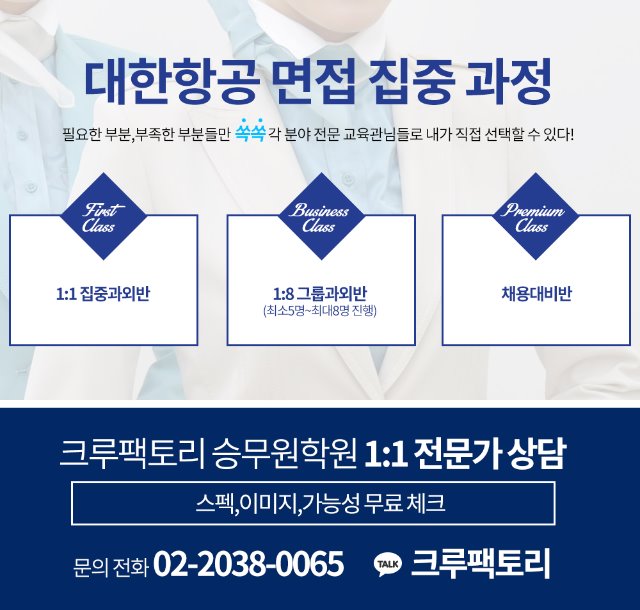 대한항공 면접 집중 과정
필요한 부분,부족한 부분들만 쏙쏙 각 분야 전문 교육관님들로 내가 직접 선택할 수 있다!
First
Class
1:1 집중과외반
Business
Class
1:8 그룹과외반
(최소5명~최대8명 진행)
Premium
Class
채용대비반
크루팩토리 승무원학원 1:1 전문가 상담
스펙,이미지,가능성 무료 체크
문의 전화 02-2038-0065 TALK 크루팩토리